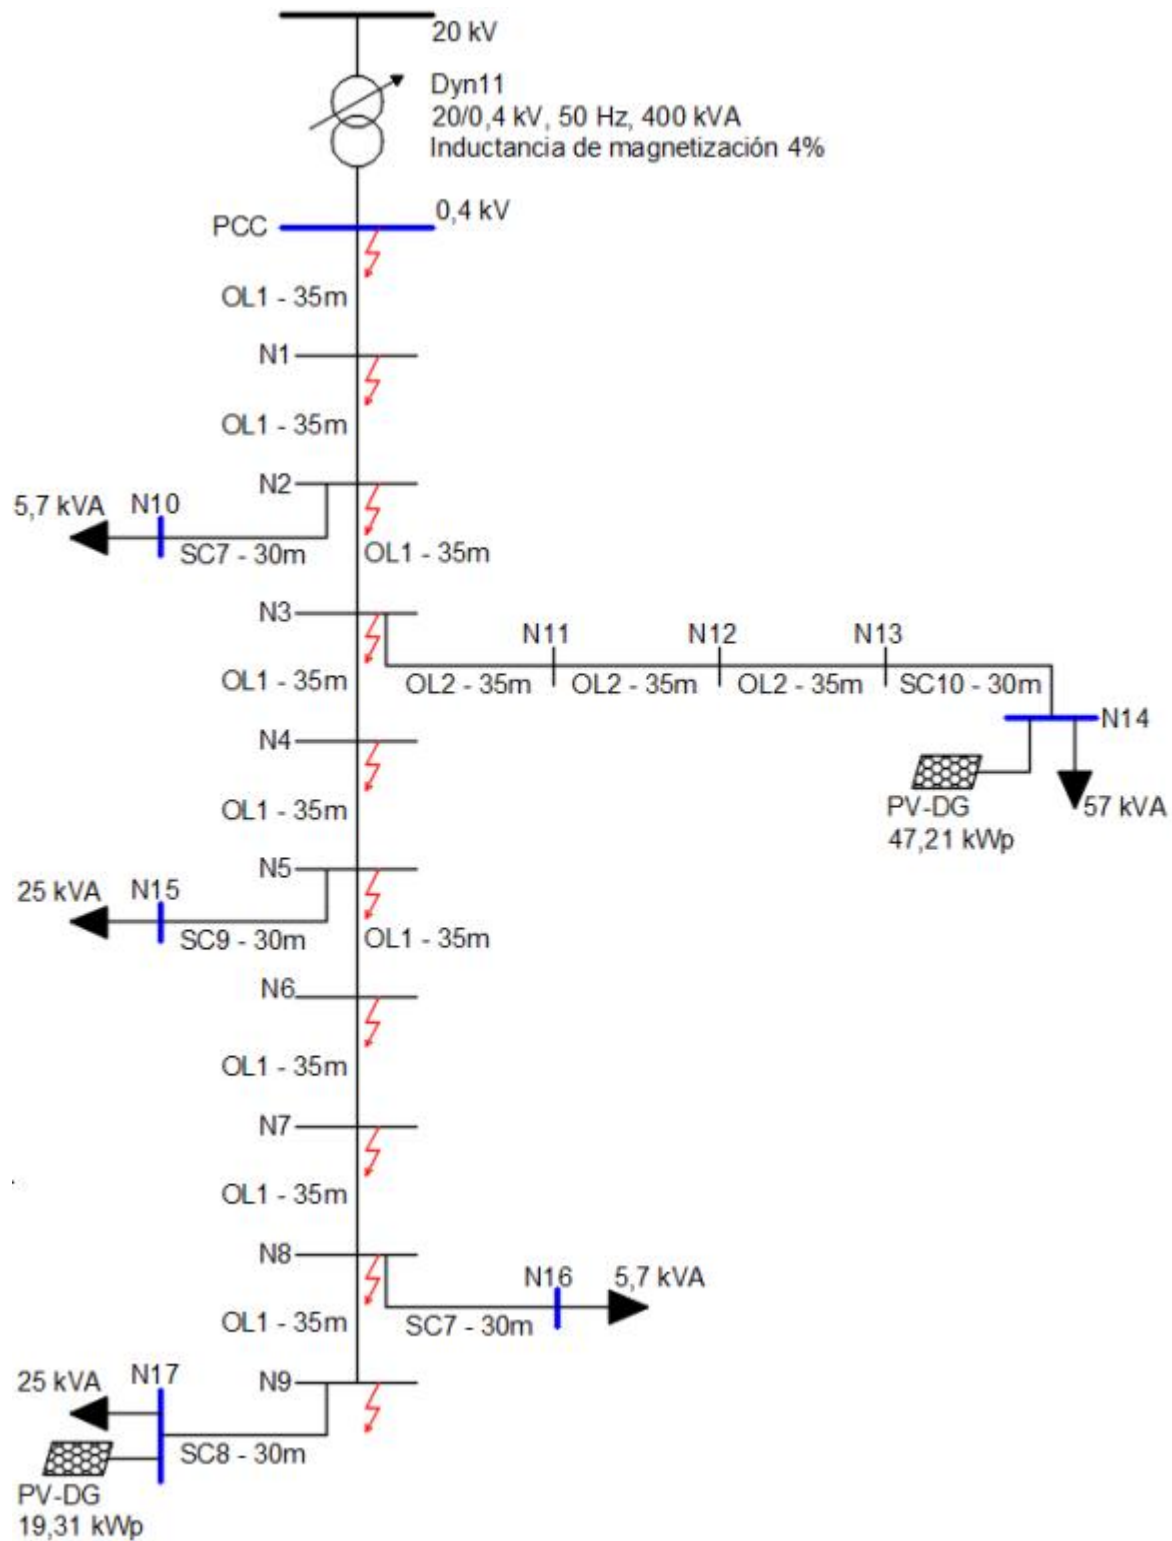 20 kV
Dyn11
20/0,4 kV, 50 Hz, 400 kVA
Inductancia de magnetización 4%
PCC
0,4 kV
OL1 - 35m
N1
OL1 - 35m
N2
5,7 kVA
N10
SC7 - 30m
OL1 - 35m
N3
N11
N12
N13
OL1 - 35m
OL2 - 35m
OL2 - 35m
OL2 - 35m
SC10 - 30m
N14
N4
PV-DG
47,21 kWp
57 kVA
OL1 - 35m
N5
25 kVA
N15
SC9 - 30m
OL1 - 35m
N6
OL1 - 35m
N7
OL1 - 35m
N8
N16
5,7 kVA
SC7 - 30m
OL1 - 35m
N9
25 kVA
N17
SC8 - 30m
PV-DG
19,31 kWp